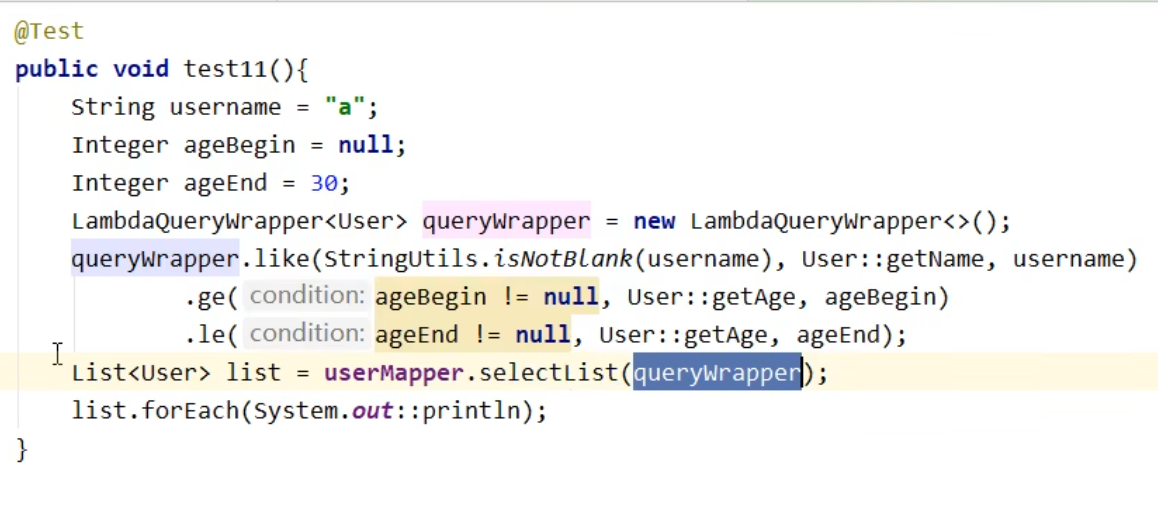 @Test
public void test11(){
String username = "a";
Integer ageBegin = null;
Integer ageEnd = 30;
LambdaQueryWrapper<User> queryWrapper = new LambdaQueryWrapper<>();
queryWrapper.like(StringUtils.isNotBlank(username), User::getName, username)
.ge( condition: ageBegin != null, User::getAge, ageBegin)
.le( condition: ageEnd != null, User::getAge, ageEnd);
List<User> list = userMapper.selectList(queryWrapper);
list.forEach(System.out::println);
}